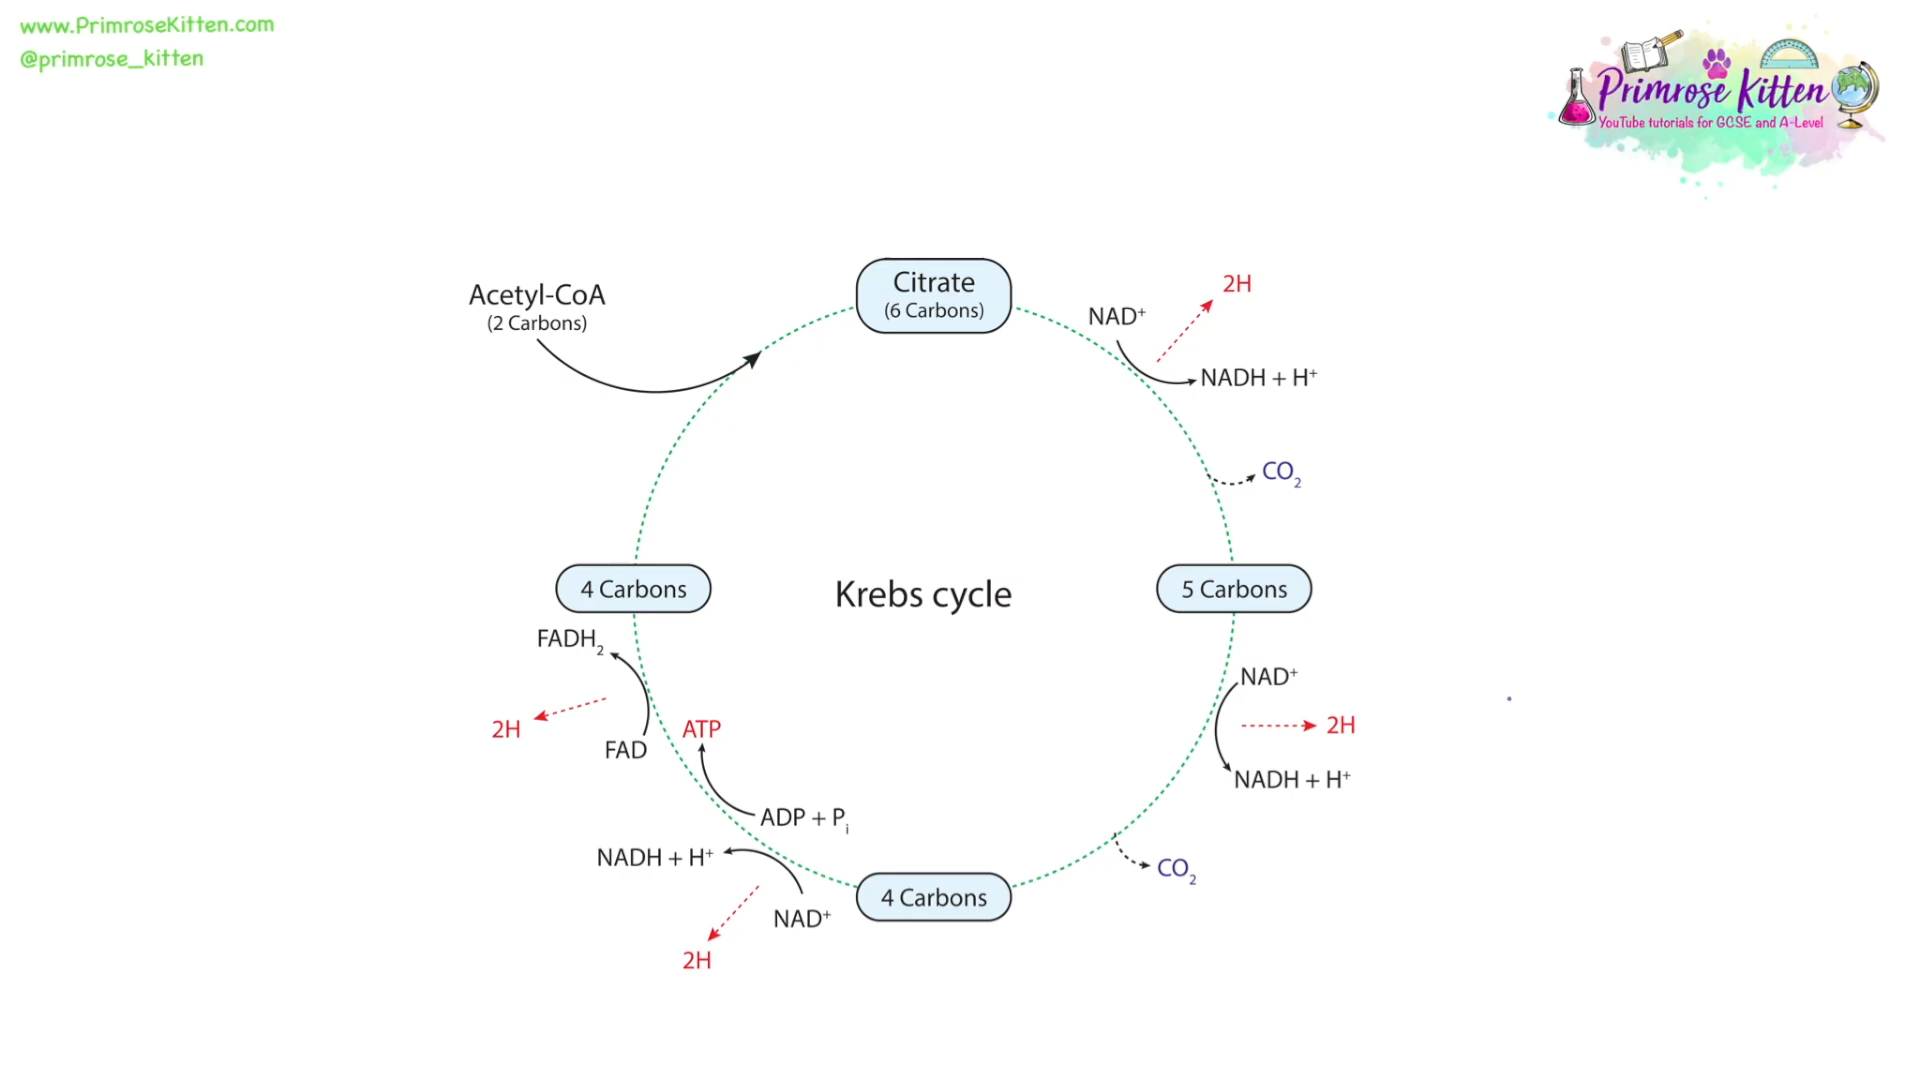 www.PrimroseKitten.com
@primrose_kitten
Primrose Kitten
YouTube tutorials for GCSE and A-Level
Citrate
(6 Carbons)
Acetyl-CoA
(2 Carbons)
2H
NAD⁺
NADH + H⁺
CO₂
4 Carbons
Krebs cycle
5 Carbons
FADH₂
NAD⁺
2H
2H
ATP
FAD
NADH + H⁺
ADP + Pᵢ
NADH + H⁺
CO₂
4 Carbons
NAD⁺
2H